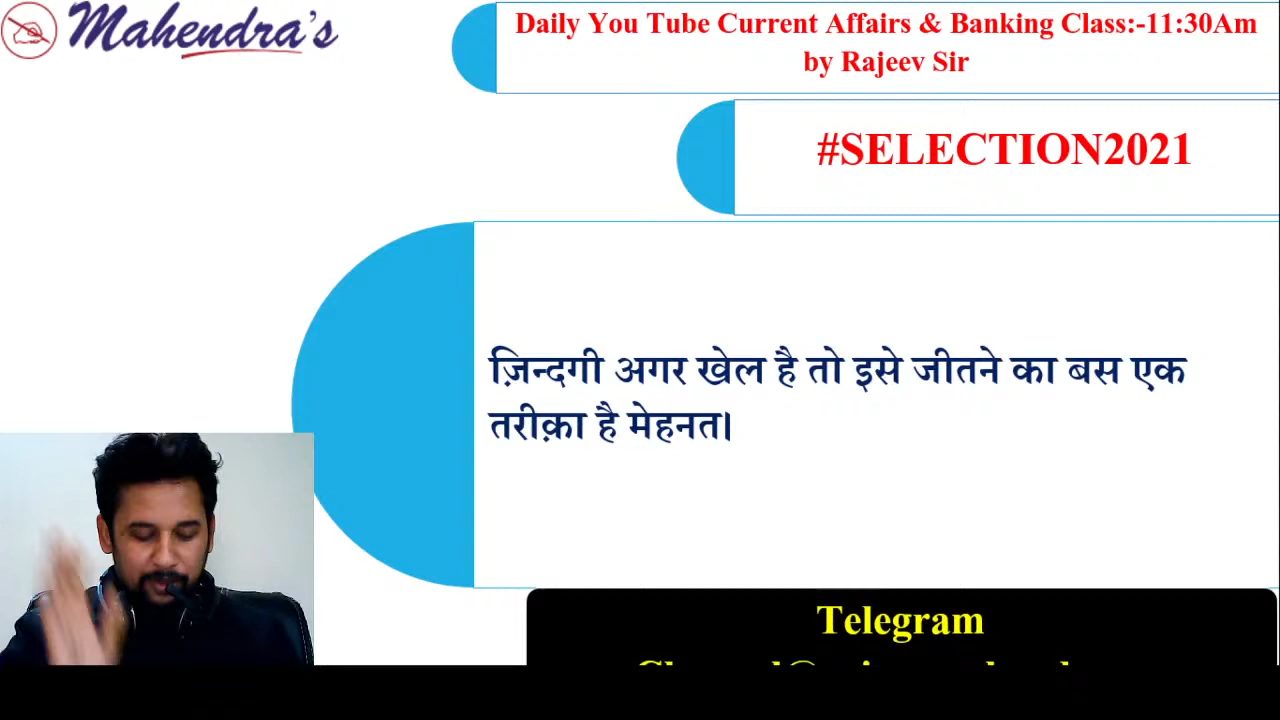 Mahendra's
Daily You Tube Current Affairs & Banking Class:-11:30Am
by Rajeev Sir
#SELECTION2021
ज़िन्दगी अगर खेल है तो इसे जीतने का बस एक
तरीक़ा है मेहनत।
Telegram